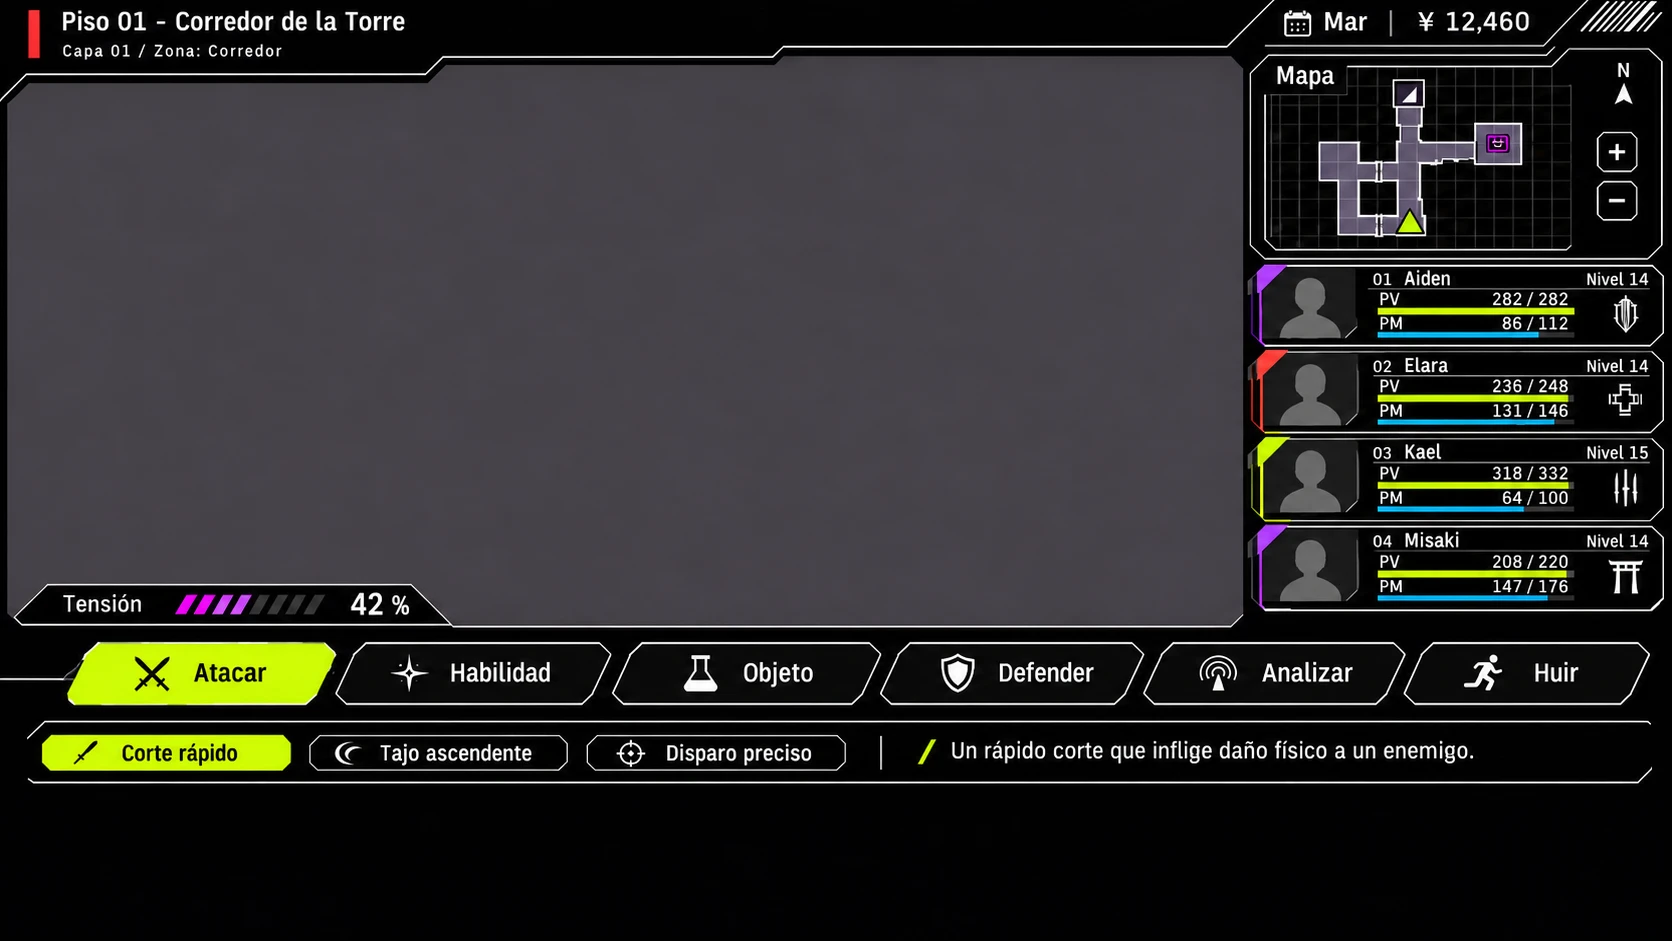 Piso 01 - Corredor de la Torre
Capa 01 / Zona: Corredor
Mar | ¥ 12,460
Mapa
N
+
−
01 Aiden Nivel 14
PV 282 / 282
PM 86 / 112
02 Elara Nivel 14
PV 236 / 248
PM 131 / 146
03 Kael Nivel 15
PV 318 / 332
PM 64 / 100
04 Misaki Nivel 14
PV 208 / 220
PM 147 / 176
Tensión 42 %
Atacar
Habilidad
Objeto
Defender
Analizar
Huir
Corte rápido
Tajo ascendente
Disparo preciso
Un rápido corte que inflige daño físico a un enemigo.